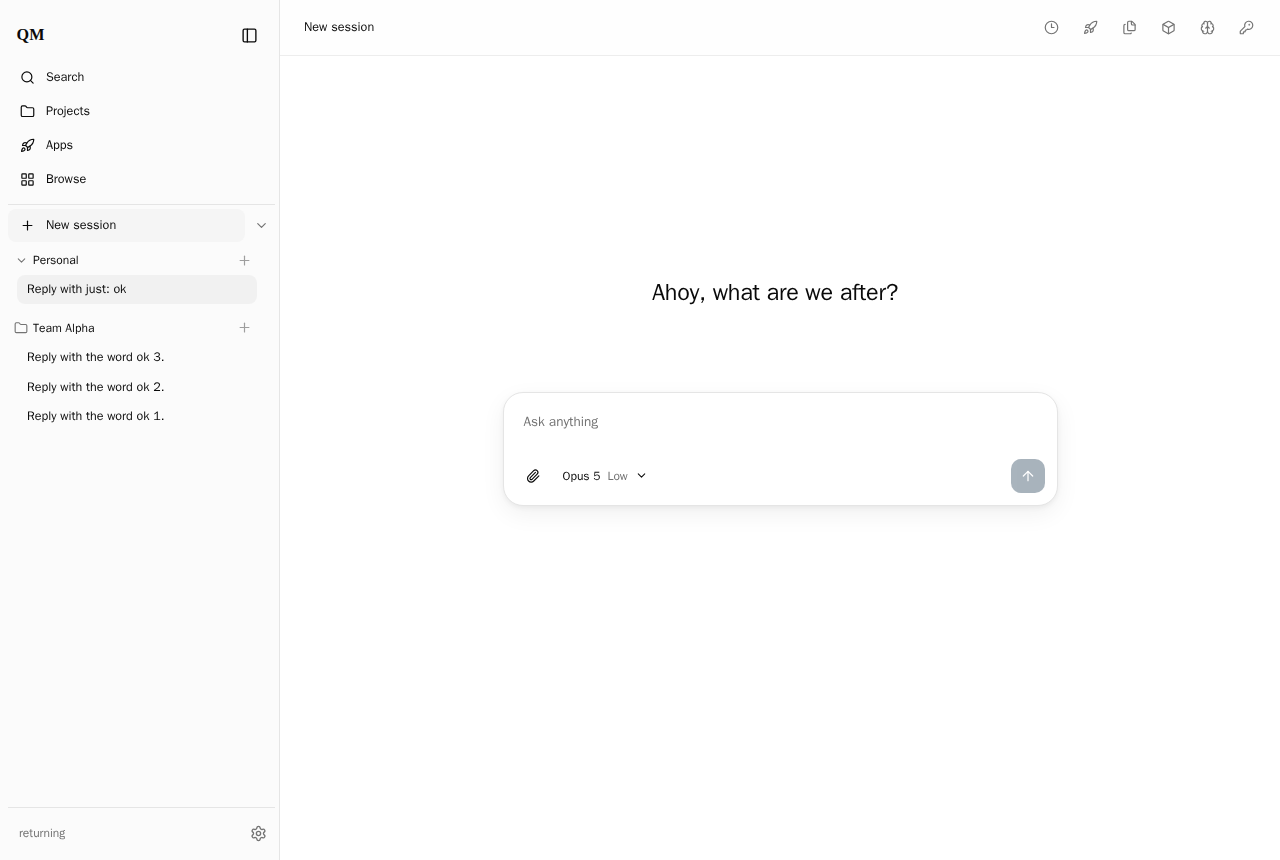 QM
Search
Projects
Apps
Browse
New session
Personal
Reply with just: ok
Team Alpha
Reply with the word ok 3.
Reply with the word ok 2.
Reply with the word ok 1.
returning
New session
Ahoy, what are we after?
Ask anything
Opus 5 Low